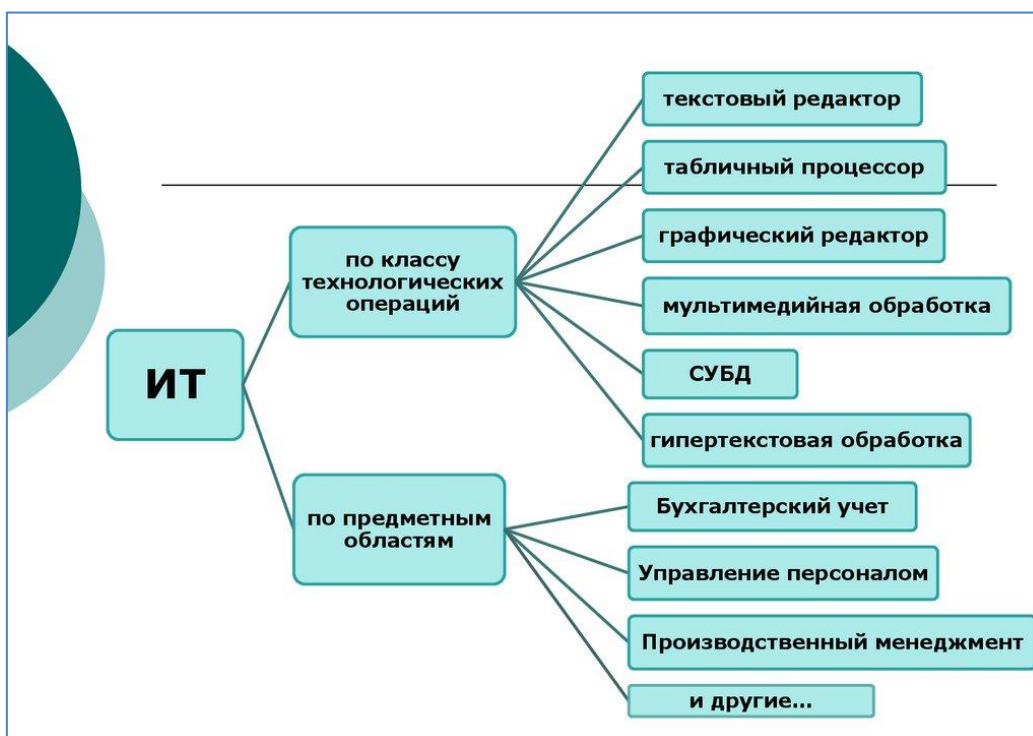 ИТ
по классу
технологических
операций
текстовый редактор
табличный процессор
графический редактор
мультимедийная обработка
СУБД
гипертекстовая обработка
по предметным
областям
Бухгалтерский учет
Управление персоналом
Производственный менеджмент
и другие...